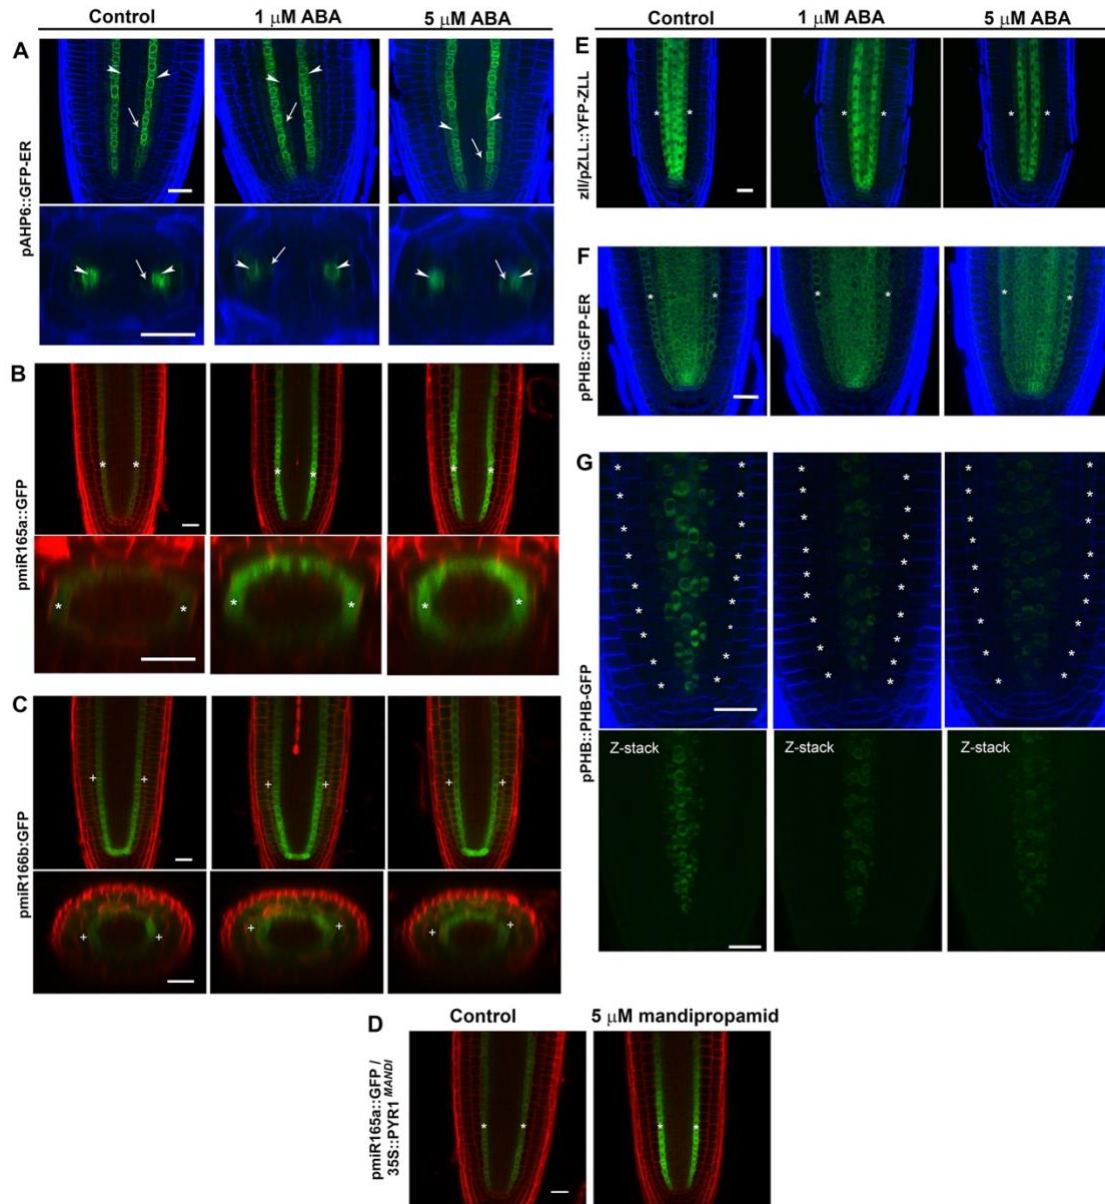 Control 1 μM ABA 5 μM ABA
A
pAHP6::GFP-ER
B
pmiR165a::GFP
C
pmiR166b:GFP
Control 5 μM mandipropamid
D
pmiR165a::GFP /
35S::PYR1 MANDI
Control 1 μM ABA 5 μM ABA
E
zll/pZLL::YFP-ZLL
F
pPHB::GFP-ER
G
pPHB::PHB-GFP
Z-stack Z-stack Z-stack